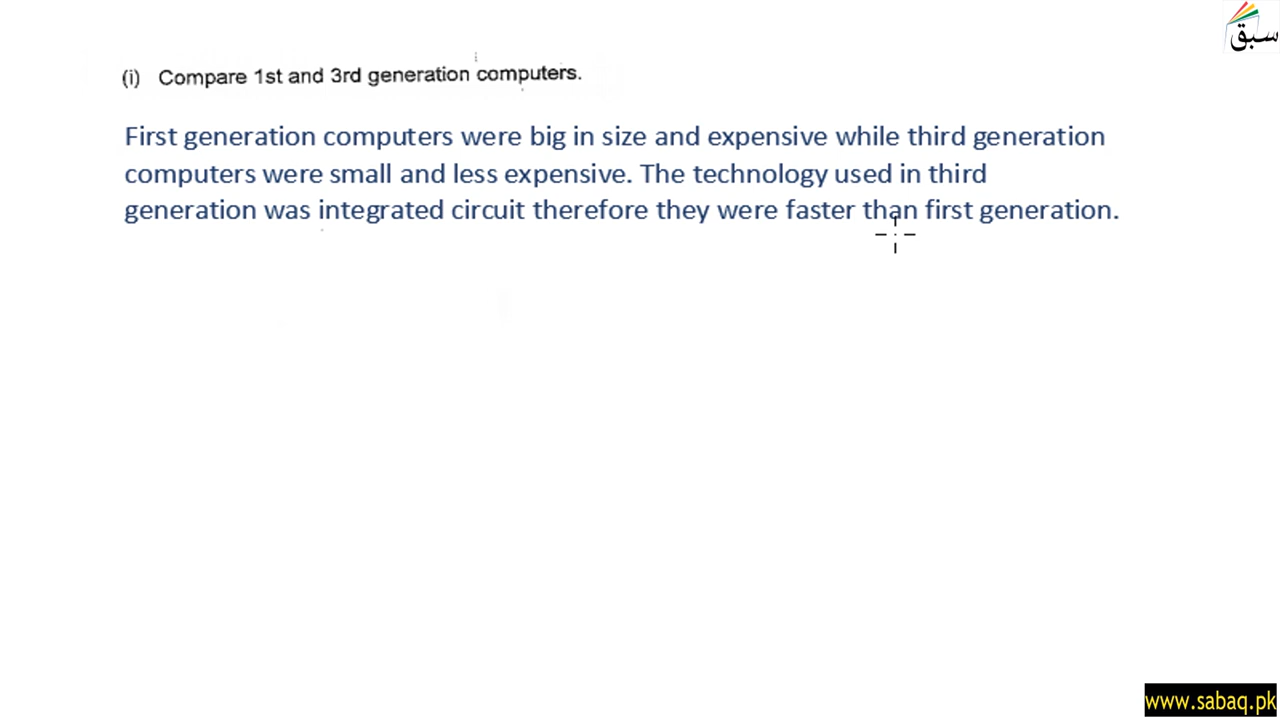 سبق
(i) Compare 1st and 3rd generation computers.
First generation computers were big in size and expensive while third generation
computers were small and less expensive. The technology used in third
generation was integrated circuit therefore they were faster than first generation.
www.sabaq.pk